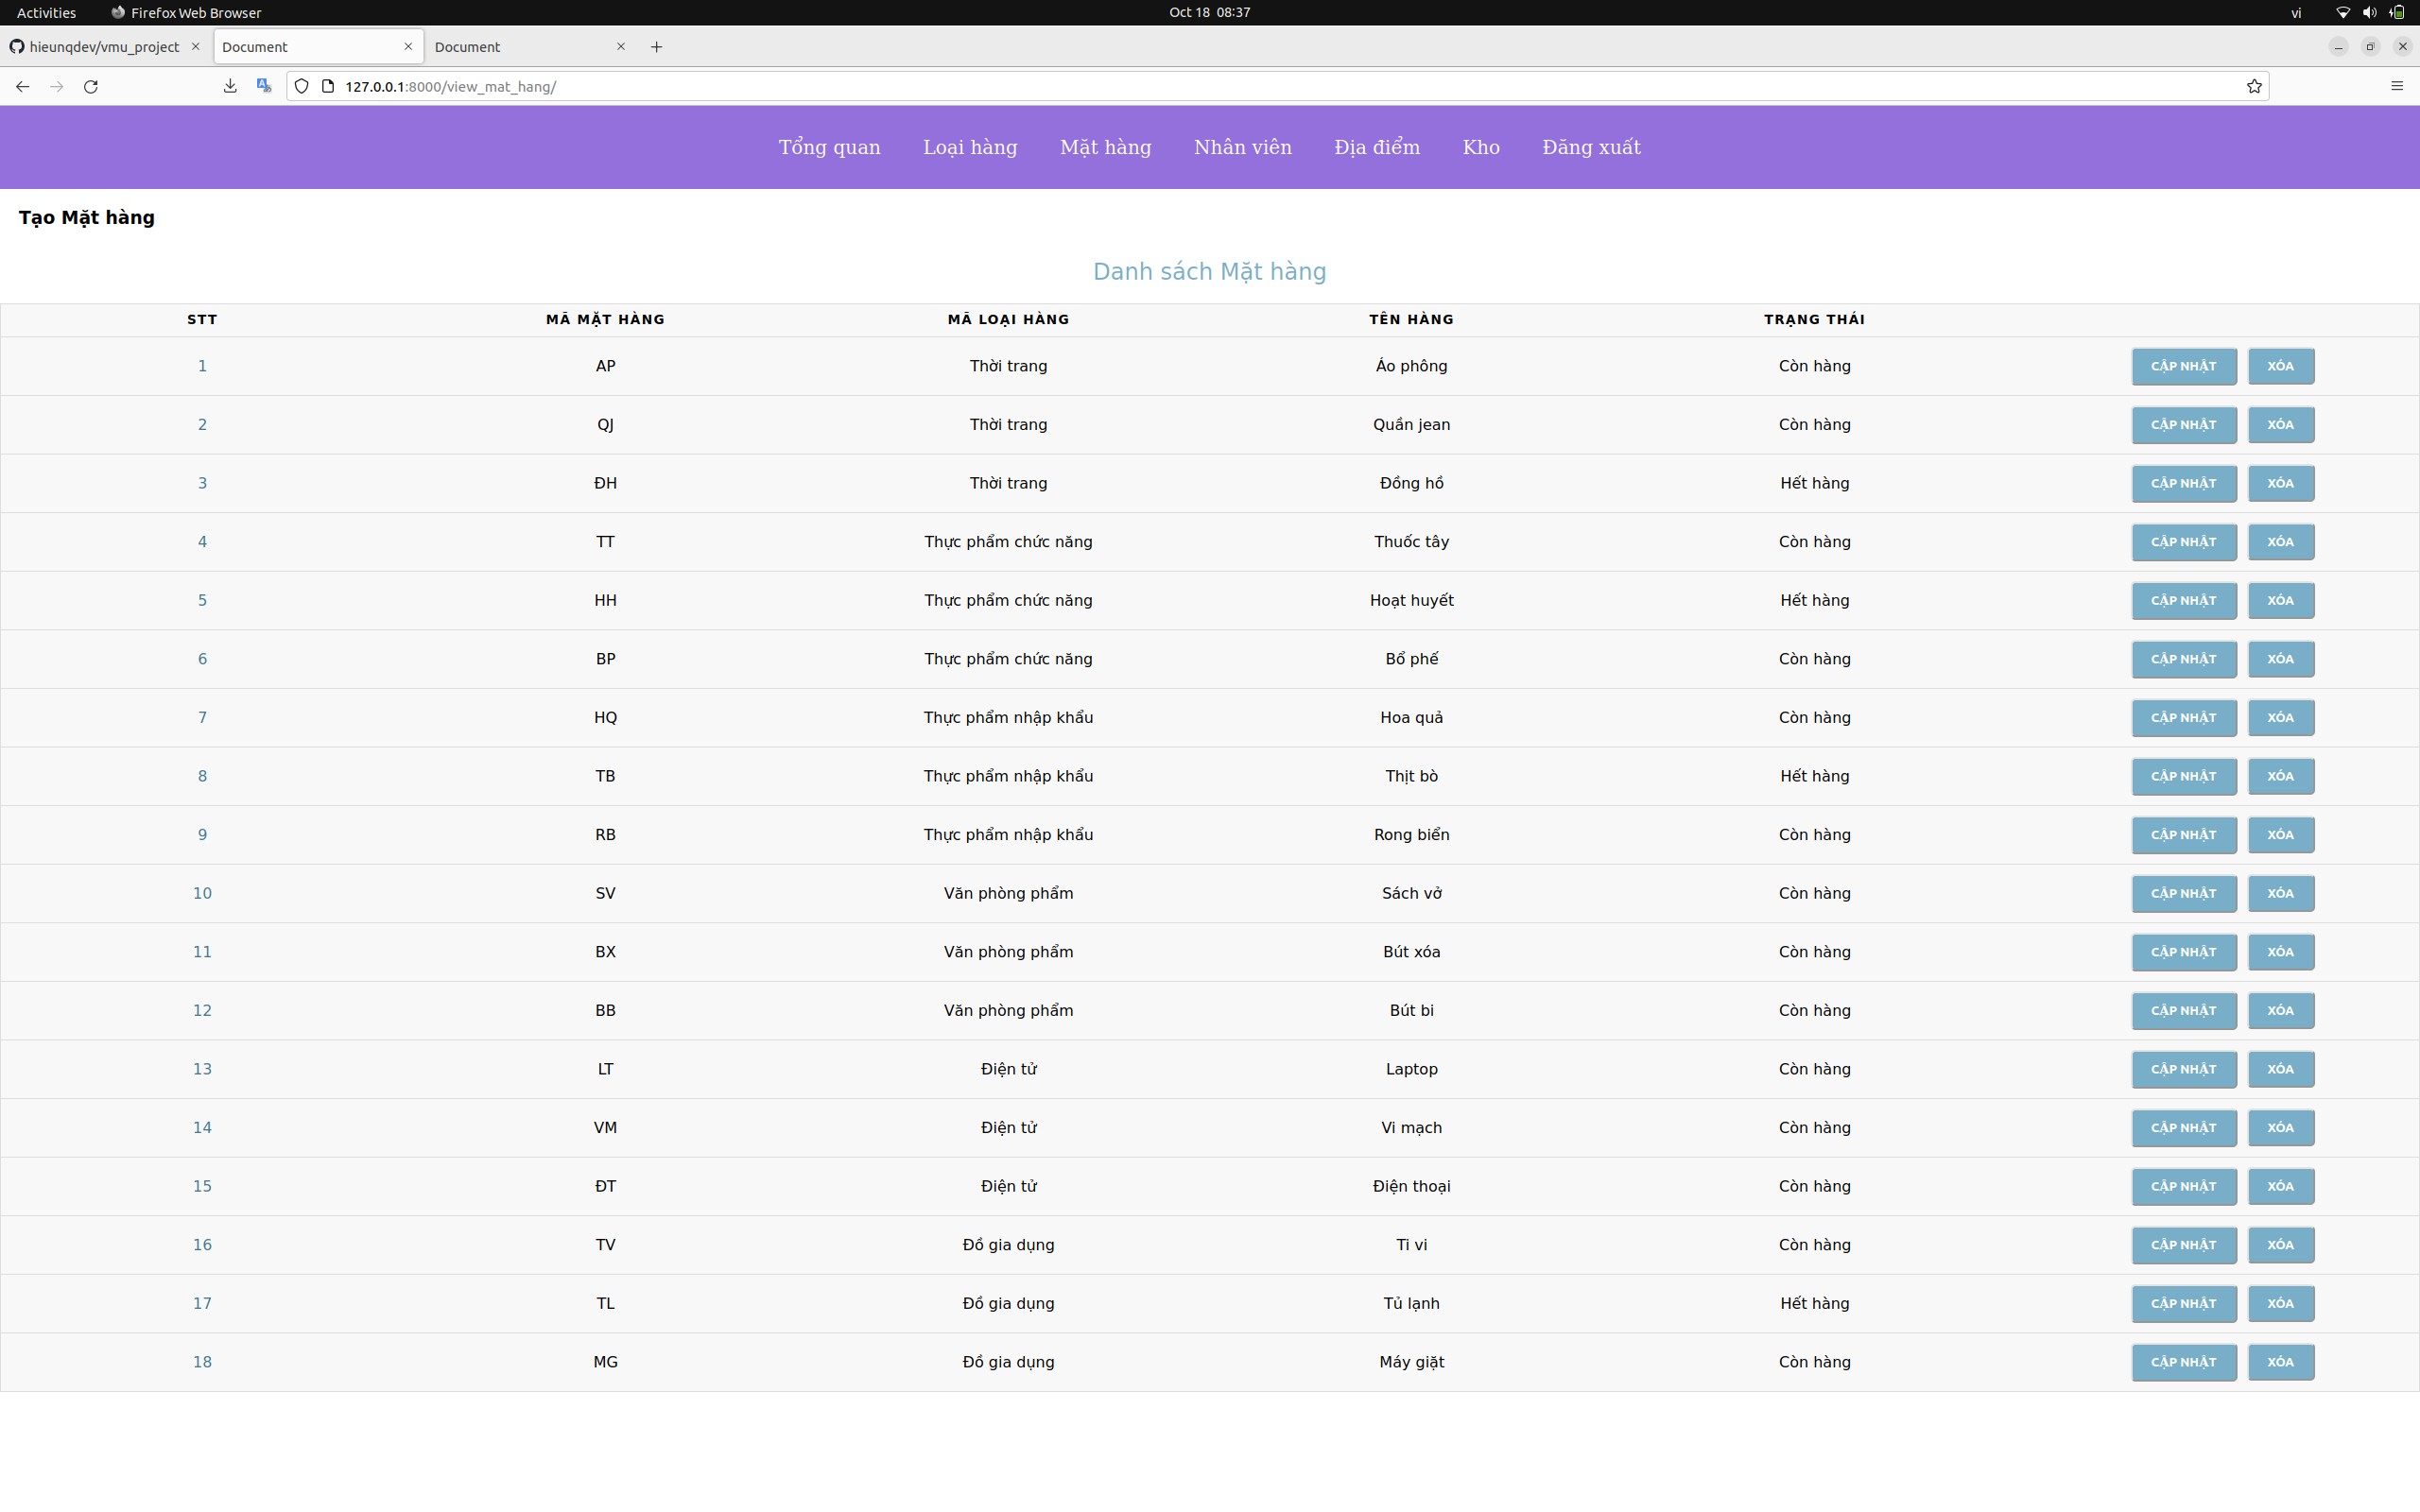 Activities Firefox Web Browser Oct 18 08:37 vi
hieunqdev/vmu_project Document Document
127.0.0.1:8000/view_mat_hang/
Tổng quan Loại hàng Mặt hàng Nhân viên Địa điểm Kho Đăng xuất
Tạo Mặt hàng
Danh sách Mặt hàng
STT MÃ MẶT HÀNG MÃ LOẠI HÀNG TÊN HÀNG TRẠNG THÁI
1 AP Thời trang Áo phông Còn hàng CẬP NHẬT XÓA
2 QJ Thời trang Quần jean Còn hàng CẬP NHẬT XÓA
3 ĐH Thời trang Đồng hồ Hết hàng CẬP NHẬT XÓA
4 TT Thực phẩm chức năng Thuốc tây Còn hàng CẬP NHẬT XÓA
5 HH Thực phẩm chức năng Hoạt huyết Hết hàng CẬP NHẬT XÓA
6 BP Thực phẩm chức năng Bổ phế Còn hàng CẬP NHẬT XÓA
7 HQ Thực phẩm nhập khẩu Hoa quả Còn hàng CẬP NHẬT XÓA
8 TB Thực phẩm nhập khẩu Thịt bò Hết hàng CẬP NHẬT XÓA
9 RB Thực phẩm nhập khẩu Rong biển Còn hàng CẬP NHẬT XÓA
10 SV Văn phòng phẩm Sách vở Còn hàng CẬP NHẬT XÓA
11 BX Văn phòng phẩm Bút xóa Còn hàng CẬP NHẬT XÓA
12 BB Văn phòng phẩm Bút bi Còn hàng CẬP NHẬT XÓA
13 LT Điện tử Laptop Còn hàng CẬP NHẬT XÓA
14 VM Điện tử Vi mạch Còn hàng CẬP NHẬT XÓA
15 ĐT Điện tử Điện thoại Còn hàng CẬP NHẬT XÓA
16 TV Đồ gia dụng Ti vi Còn hàng CẬP NHẬT XÓA
17 TL Đồ gia dụng Tủ lạnh Hết hàng CẬP NHẬT XÓA
18 MG Đồ gia dụng Máy giặt Còn hàng CẬP NHẬT XÓA